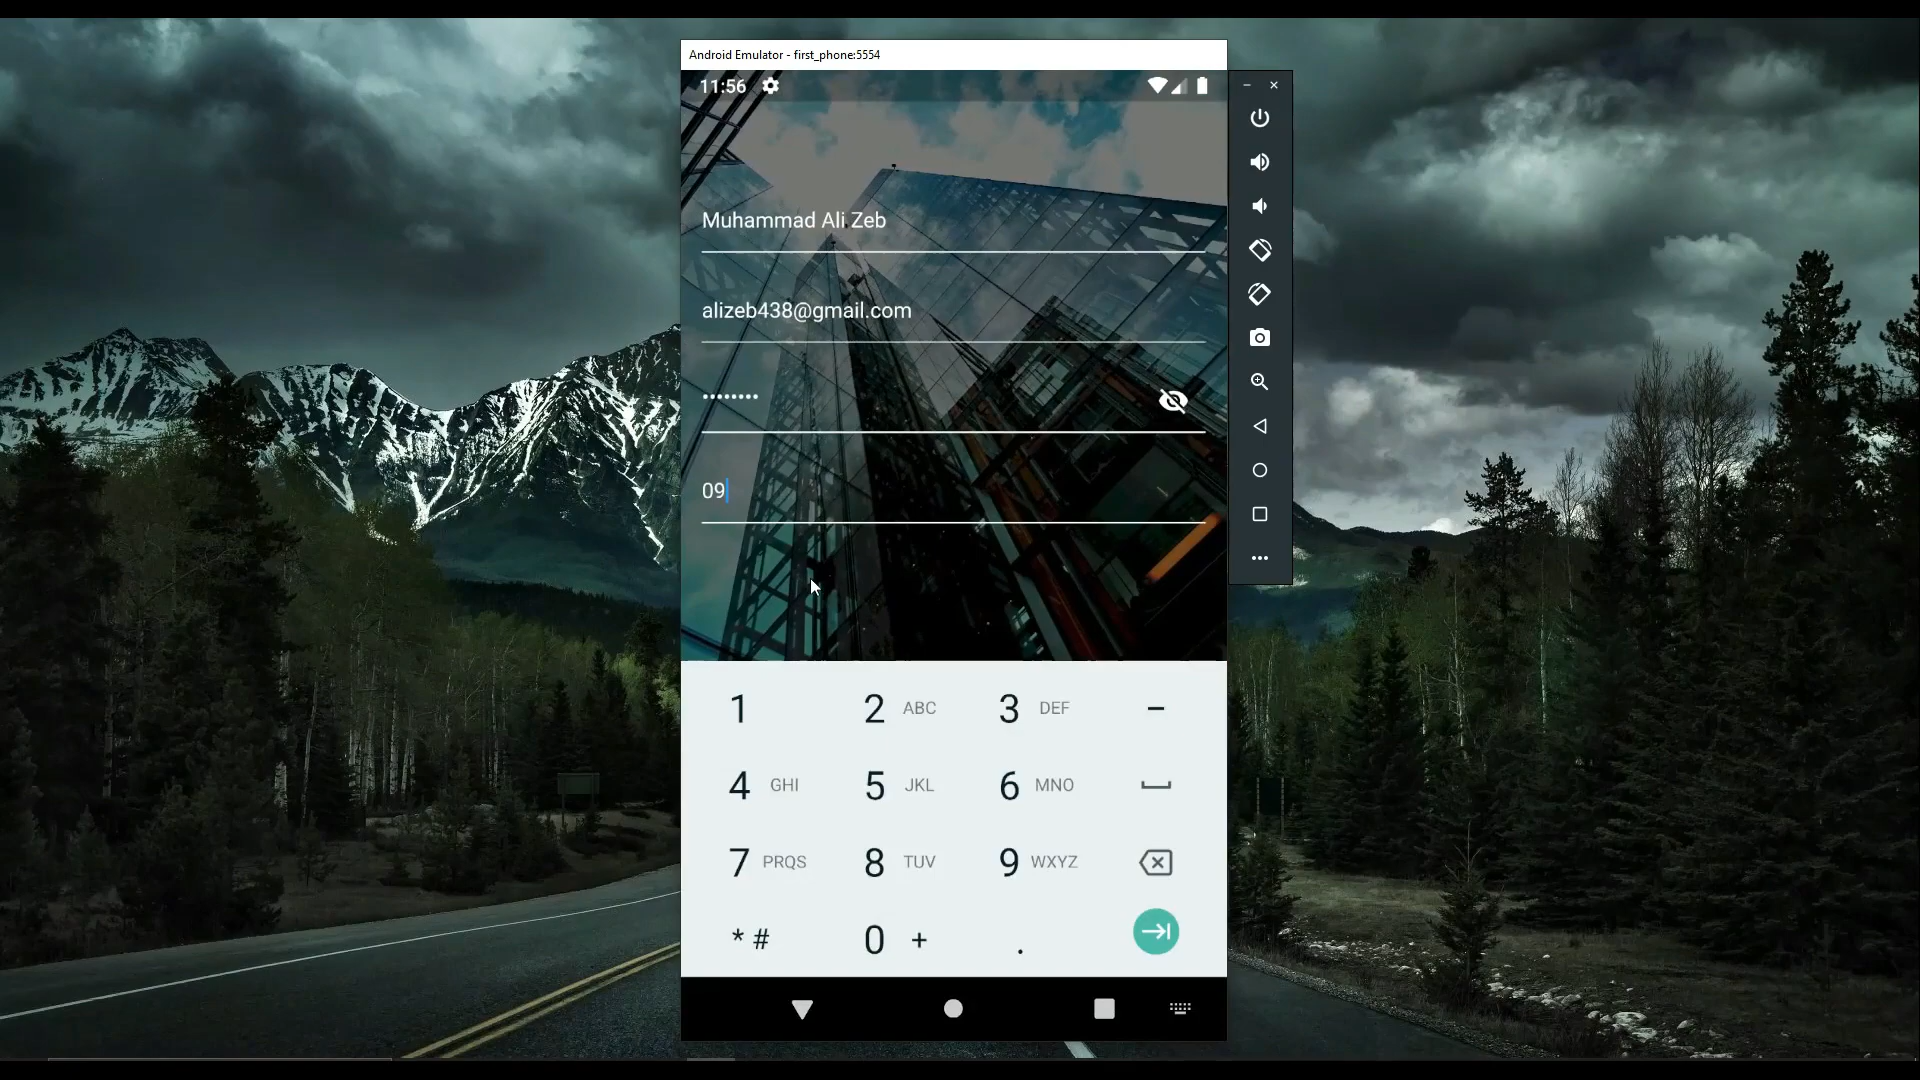 Android Emulator - first_phone:5554
11:56
Muhammad Ali Zeb
alizeb438@gmail.com
••••••••
09
1 2 ABC 3 DEF -
4 GHI 5 JKL 6 MNO
7 PRQS 8 TUV 9 WXYZ
* # 0 + .